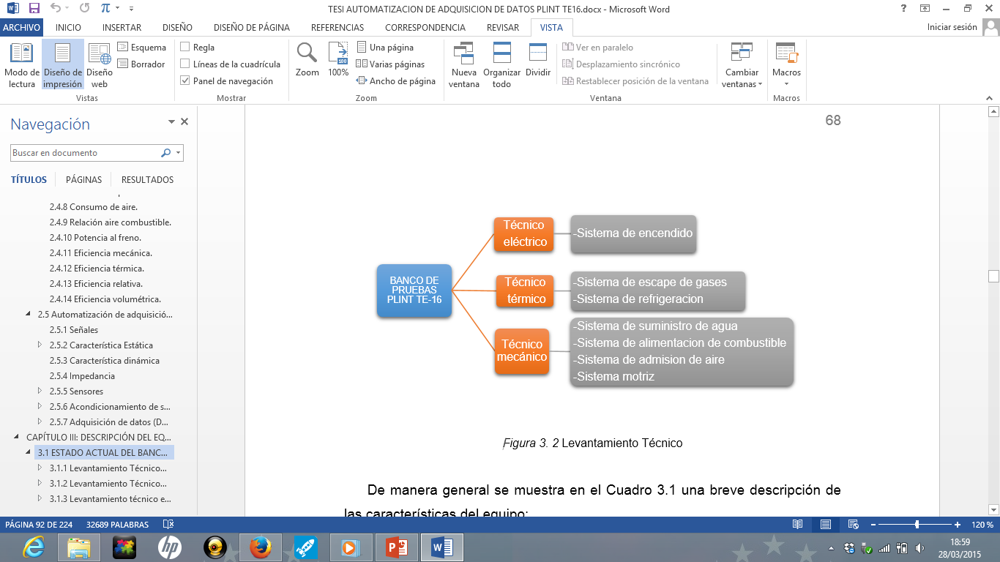 TESI AUTOMATIZACION DE ADQUISICION DE DATOS PLINT TE16.docx - Microsoft Word
ARCHIVO INICIO INSERTAR DISEÑO DISEÑO DE PÁGINA REFERENCIAS CORRESPONDENCIA REVISAR VISTA Iniciar sesión
Modo de lectura
Diseño de impresión
Diseño web
Esquema
Borrador
Vistas
Regla
Líneas de la cuadrícula
Panel de navegación
Mostrar
Zoom
100%
Una página
Varias páginas
Ancho de página
Zoom
Nueva ventana
Organizar todo
Dividir
Ver en paralelo
Desplazamiento sincrónico
Restablecer posición de la ventana
Ventana
Cambiar ventanas
Macros
Macros
Navegación
Buscar en documento
TÍTULOS PÁGINAS RESULTADOS
2.4.8 Consumo de aire.
2.4.9 Relación aire combustible.
2.4.10 Potencia al freno.
2.4.11 Eficiencia mecánica.
2.4.12 Eficiencia térmica.
2.4.13 Eficiencia relativa.
2.4.14 Eficiencia volumétrica.
2.5 Automatización de adquisició...
2.5.1 Señales
2.5.2 Característica Estática
2.5.3 Característica dinámica
2.5.4 Impedancia
2.5.5 Sensores
2.5.6 Acondicionamiento de s...
2.5.7 Adquisición de datos (D...
CAPÍTULO III: DESCRIPCIÓN DEL EQ...
3.1 ESTADO ACTUAL DEL BANC...
3.1.1 Levantamiento Técnico...
3.1.2 Levantamiento Técnico...
3.1.3 Levantamiento técnico e...
68
BANCO DE
PRUEBAS
PLINT TE-16
Técnico
eléctrico
-Sistema de encendido
Técnico
térmico
-Sistema de escape de gases
-Sistema de refrigeracion
Técnico
mecánico
-Sistema de suministro de agua
-Sistema de alimentacion de combustible
-Sistema de admision de aire
-Sistema motriz
Figura 3. 2 Levantamiento Técnico
De manera general se muestra en el Cuadro 3.1 una breve descripción de
las características del equipo:
PÁGINA 92 DE 224 32689 PALABRAS 120 %
18:59
28/03/2015